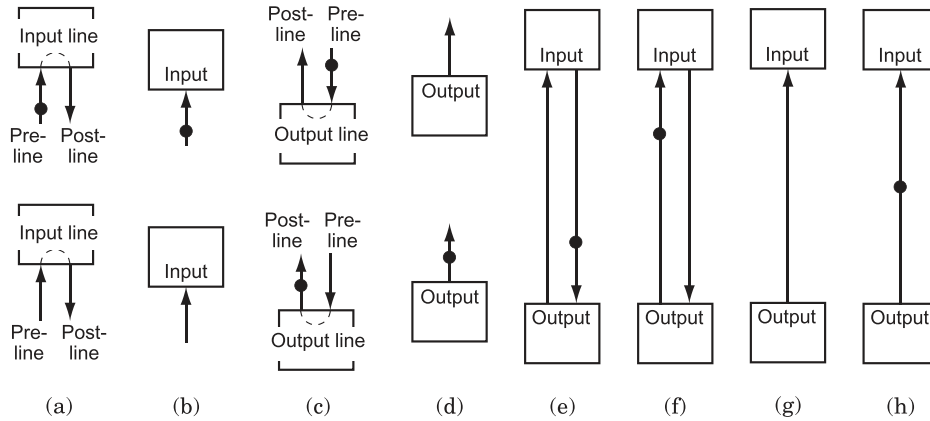 Input line
Pre-
line
Post-
line
Input line
Pre-
line
Post-
line
(a)
Input
Input
(b)
Post-
line
Pre-
line
Output line
Post-
line
Pre-
line
Output line
(c)
Output
Output
(d)
Input
Output
(e)
Input
Output
(f)
Input
Output
(g)
Input
Output
(h)